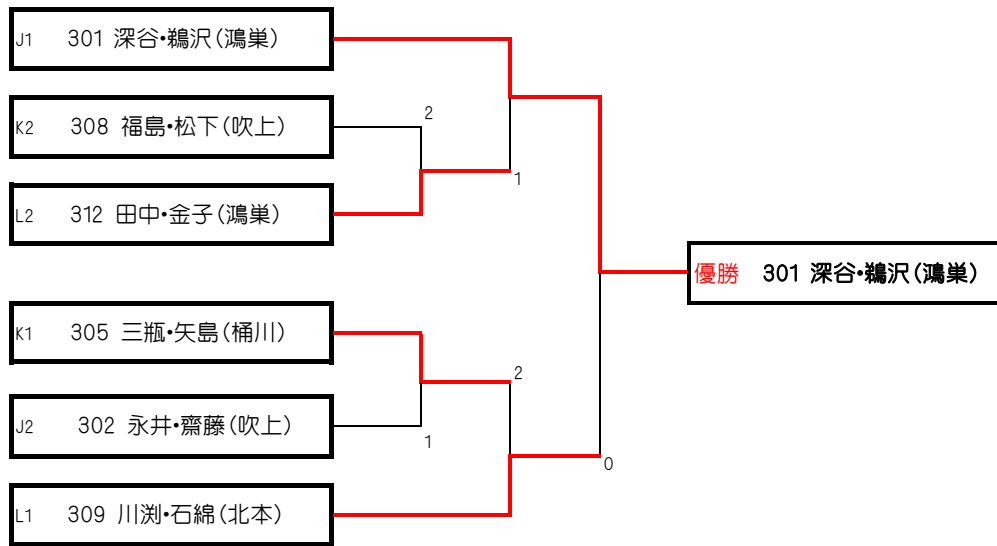 J1 301 深谷・鵜沢(鴻巣)
2
K2 308 福島・松下(吹上)
1
L2 312 田中・金子(鴻巣)
優勝 301 深谷・鵜沢(鴻巣)
K1 305 三瓶・矢島(桶川)
2
J2 302 永井・齋藤(吹上)
1
0
L1 309 川渕・石綿(北本)